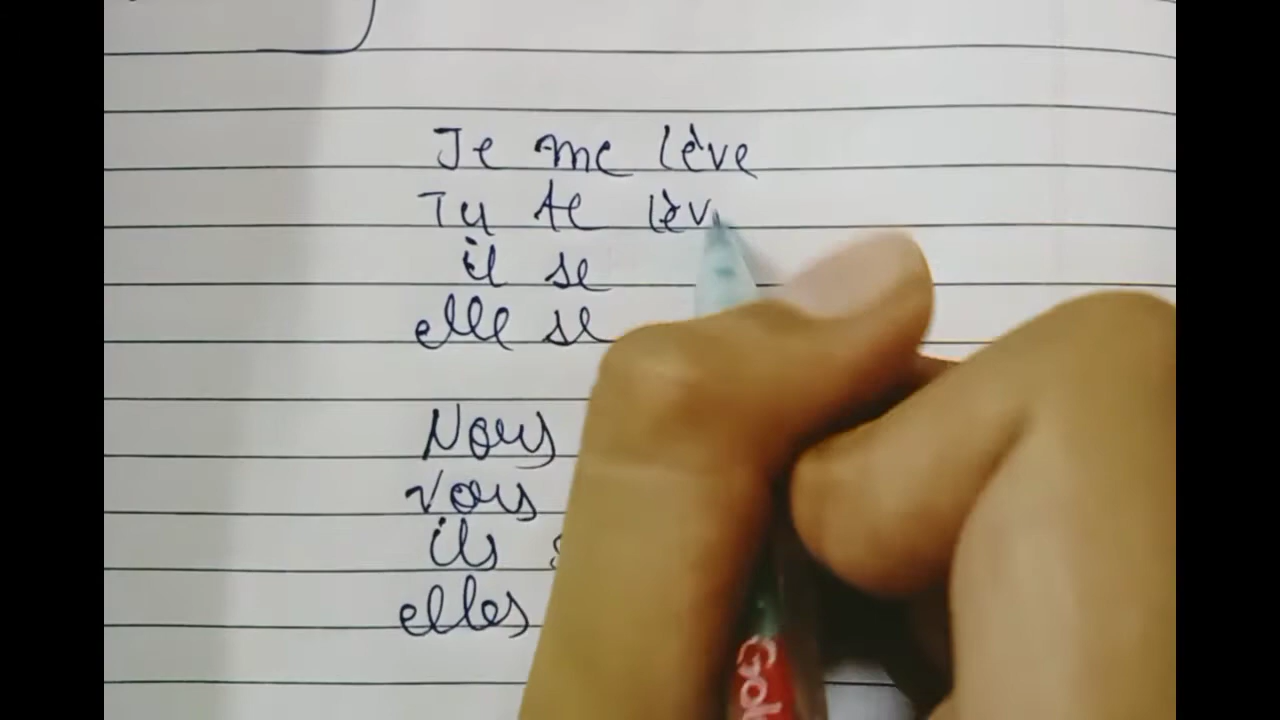 Je me lève
Tu te lèv
il se
elle se
Nous
Vous
ils
elles